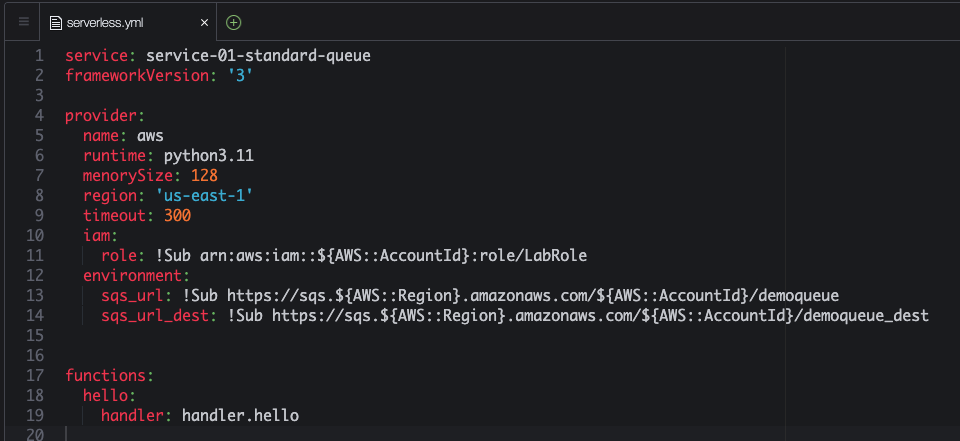 serverless.yml
1 service: service-01-standard-queue
2 frameworkVersion: '3'
3
4 provider:
5   name: aws
6   runtime: python3.11
7   menorySize: 128
8   region: 'us-east-1'
9   timeout: 300
10   iam:
11     role: !Sub arn:aws:iam::${AWS::AccountId}:role/LabRole
12   environment:
13     sqs_url: !Sub https://sqs.${AWS::Region}.amazonaws.com/${AWS::AccountId}/demoqueue
14     sqs_url_dest: !Sub https://sqs.${AWS::Region}.amazonaws.com/${AWS::AccountId}/demoqueue_dest
15
16
17 functions:
18   hello:
19     handler: handler.hello
20